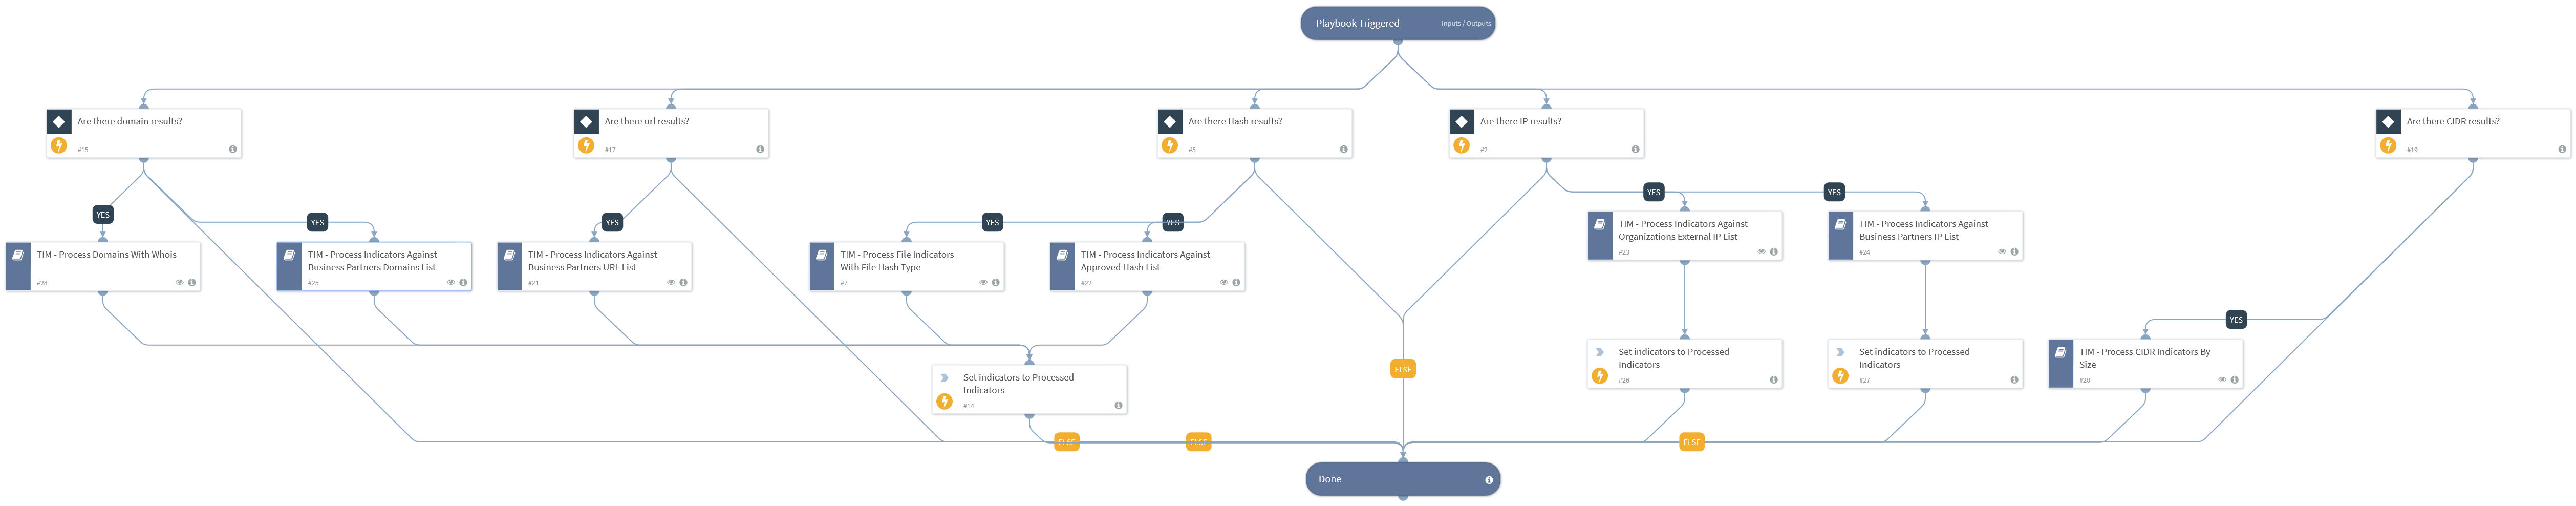 Playbook Triggered
Inputs / Outputs
Are there domain results?
#15
Are there url results?
#17
Are there Hash results?
#5
Are there IP results?
#2
Are there CIDR results?
#19
YES
YES
YES
YES
YES
YES
YES
TIM - Process Domains With Whois
#28
TIM - Process Indicators Against
Business Partners Domains List
#25
TIM - Process Indicators Against
Business Partners URL List
#21
TIM - Process File Indicators
With File Hash Type
#7
TIM - Process Indicators Against
Approved Hash List
#22
TIM - Process Indicators Against
Organizations External IP List
#23
TIM - Process Indicators Against
Business Partners IP List
#24
YES
Set indicators to Processed
Indicators
#14
ELSE
Set indicators to Processed
Indicators
#26
Set indicators to Processed
Indicators
#27
TIM - Process CIDR Indicators By
Size
#20
ELSE
ELSE
ELSE
Done